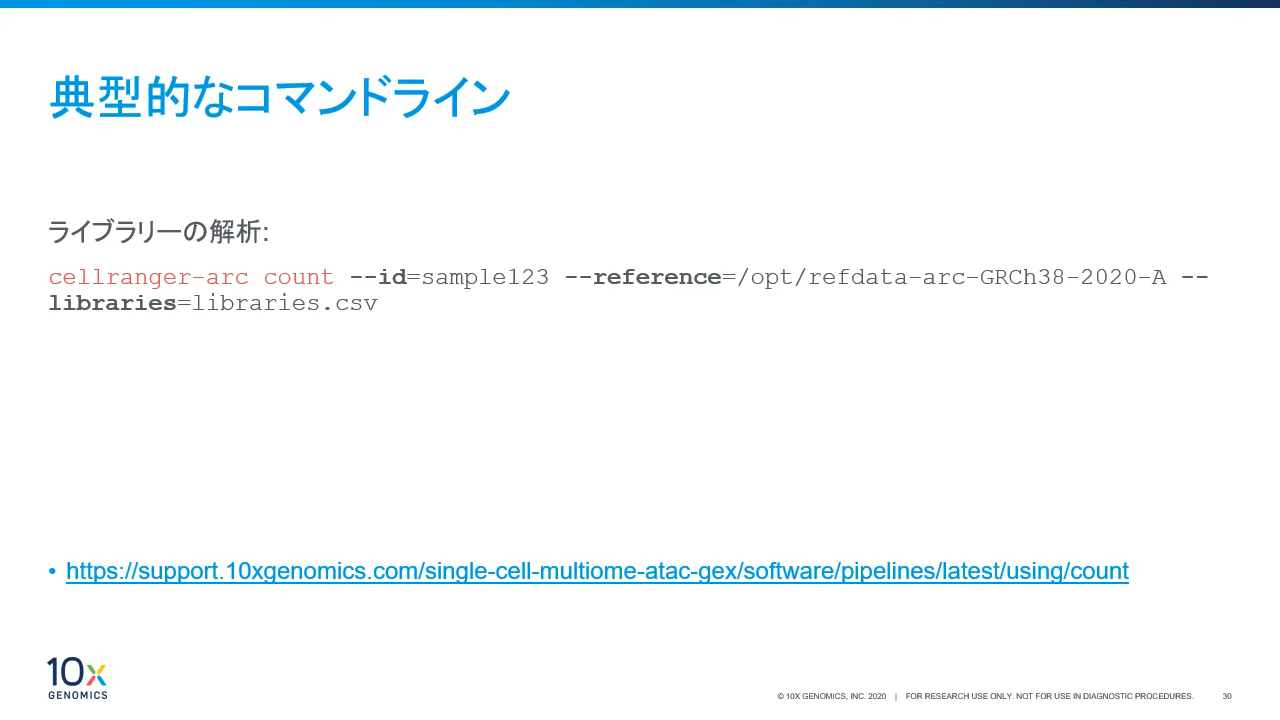 典型的なコマンドライン
ライブラリーの解析:
cellranger-arc count --id=sample123 --reference=/opt/refdata-arc-GRCh38-2020-A --
libraries=libraries.csv
• https://support.10xgenomics.com/single-cell-multiome-atac-gex/software/pipelines/latest/using/count
10x
GENOMICS
© 10X GENOMICS, INC. 2020 | FOR RESEARCH USE ONLY. NOT FOR USE IN DIAGNOSTIC PROCEDURES. 30